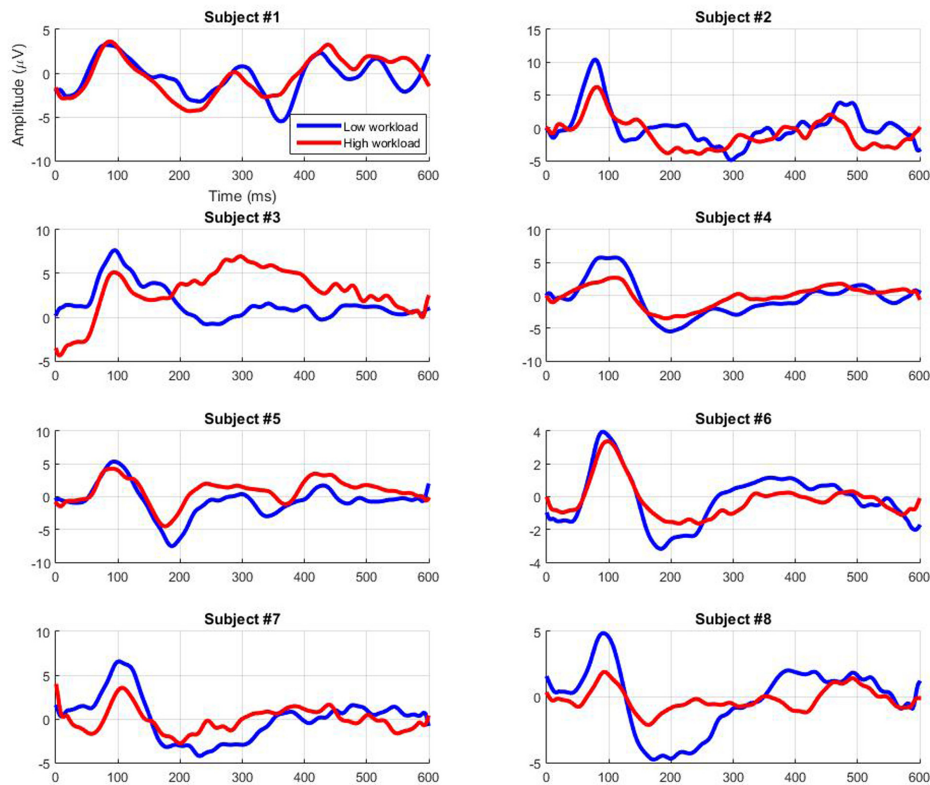 Subject #1
Amplitude (μV)
5
0
-5
-10
Low workload
High workload
0 100 200 300 400 500 600
Time (ms)
Subject #2
15
10
5
0
-5
0 100 200 300 400 500 600
Subject #3
10
5
0
-5
0 100 200 300 400 500 600
Subject #4
10
5
0
-5
-10
0 100 200 300 400 500 600
Subject #5
10
5
0
-5
-10
0 100 200 300 400 500 600
Subject #6
4
2
0
-2
-4
0 100 200 300 400 500 600
Subject #7
10
5
0
-5
0 100 200 300 400 500 600
Subject #8
5
0
-5
0 100 200 300 400 500 600